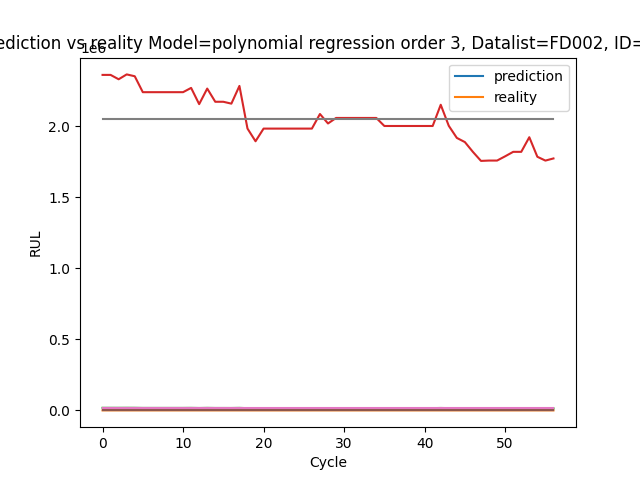 ediction vs reality Model=polynomial regression order 3, Datalist=FD002, ID=
1e6
prediction
reality
2.0
1.5
1.0
0.5
0.0
RUL
0 10 20 30 40 50
Cycle